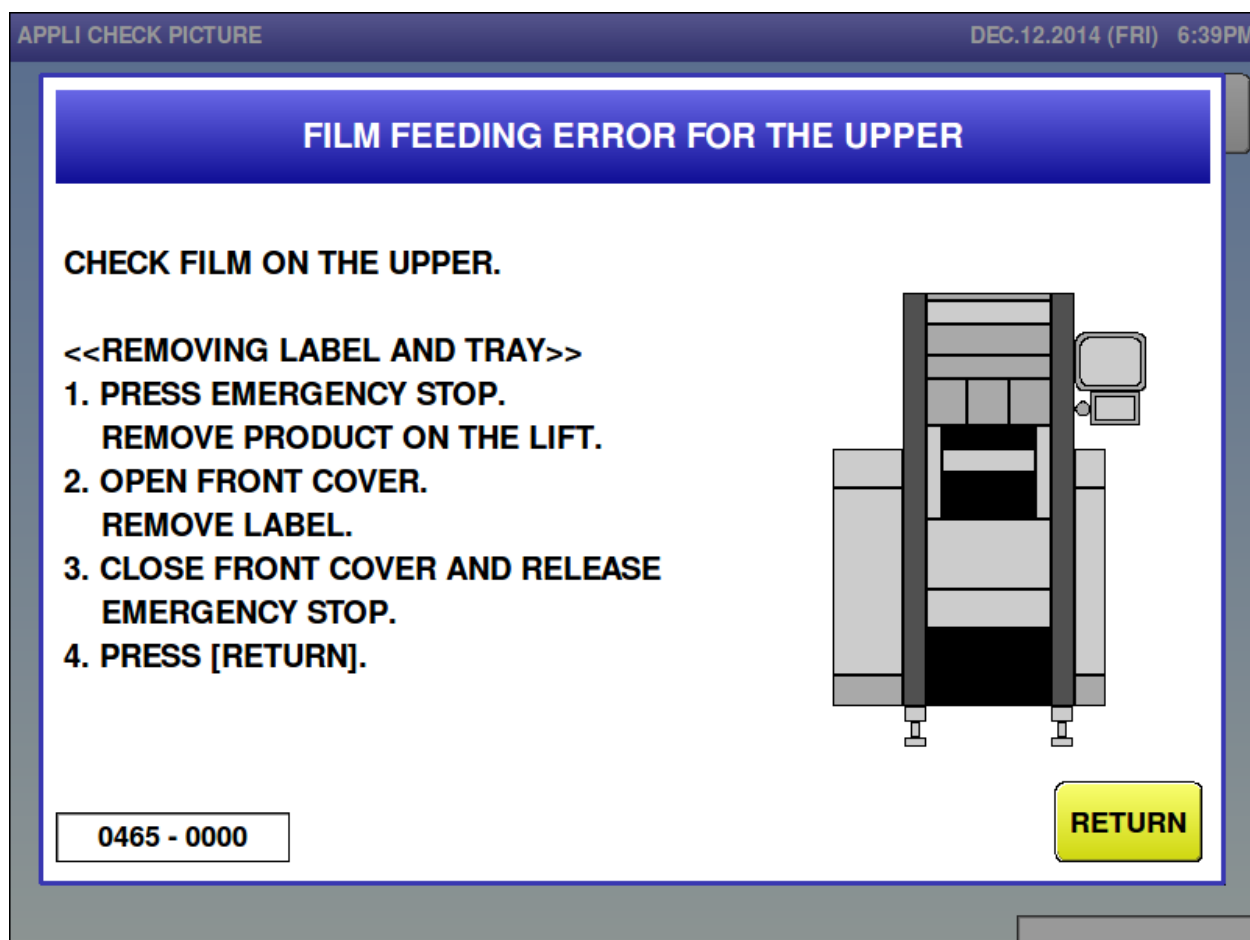 APPLI CHECK PICTURE
DEC.12.2014 (FRI) 6:39PM
FILM FEEDING ERROR FOR THE UPPER
CHECK FILM ON THE UPPER.
<<REMOVING LABEL AND TRAY>>
1. PRESS EMERGENCY STOP.
REMOVE PRODUCT ON THE LIFT.
2. OPEN FRONT COVER.
REMOVE LABEL.
3. CLOSE FRONT COVER AND RELEASE
EMERGENCY STOP.
4. PRESS [RETURN].
0465 - 0000
RETURN